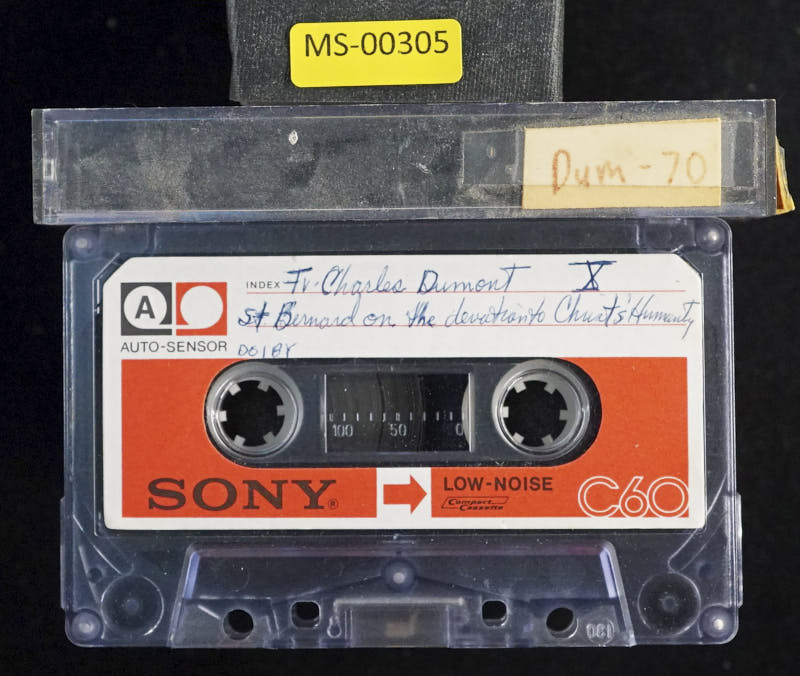 MS-00305
Dum-70
A
INDEX Fr. Charles Dumont X
St Bernard on the devotion to Christ's Humanity
AUTO-SENSOR DOLBY
100 50 0
SONY®
LOW-NOISE
Compact Cassette
C60